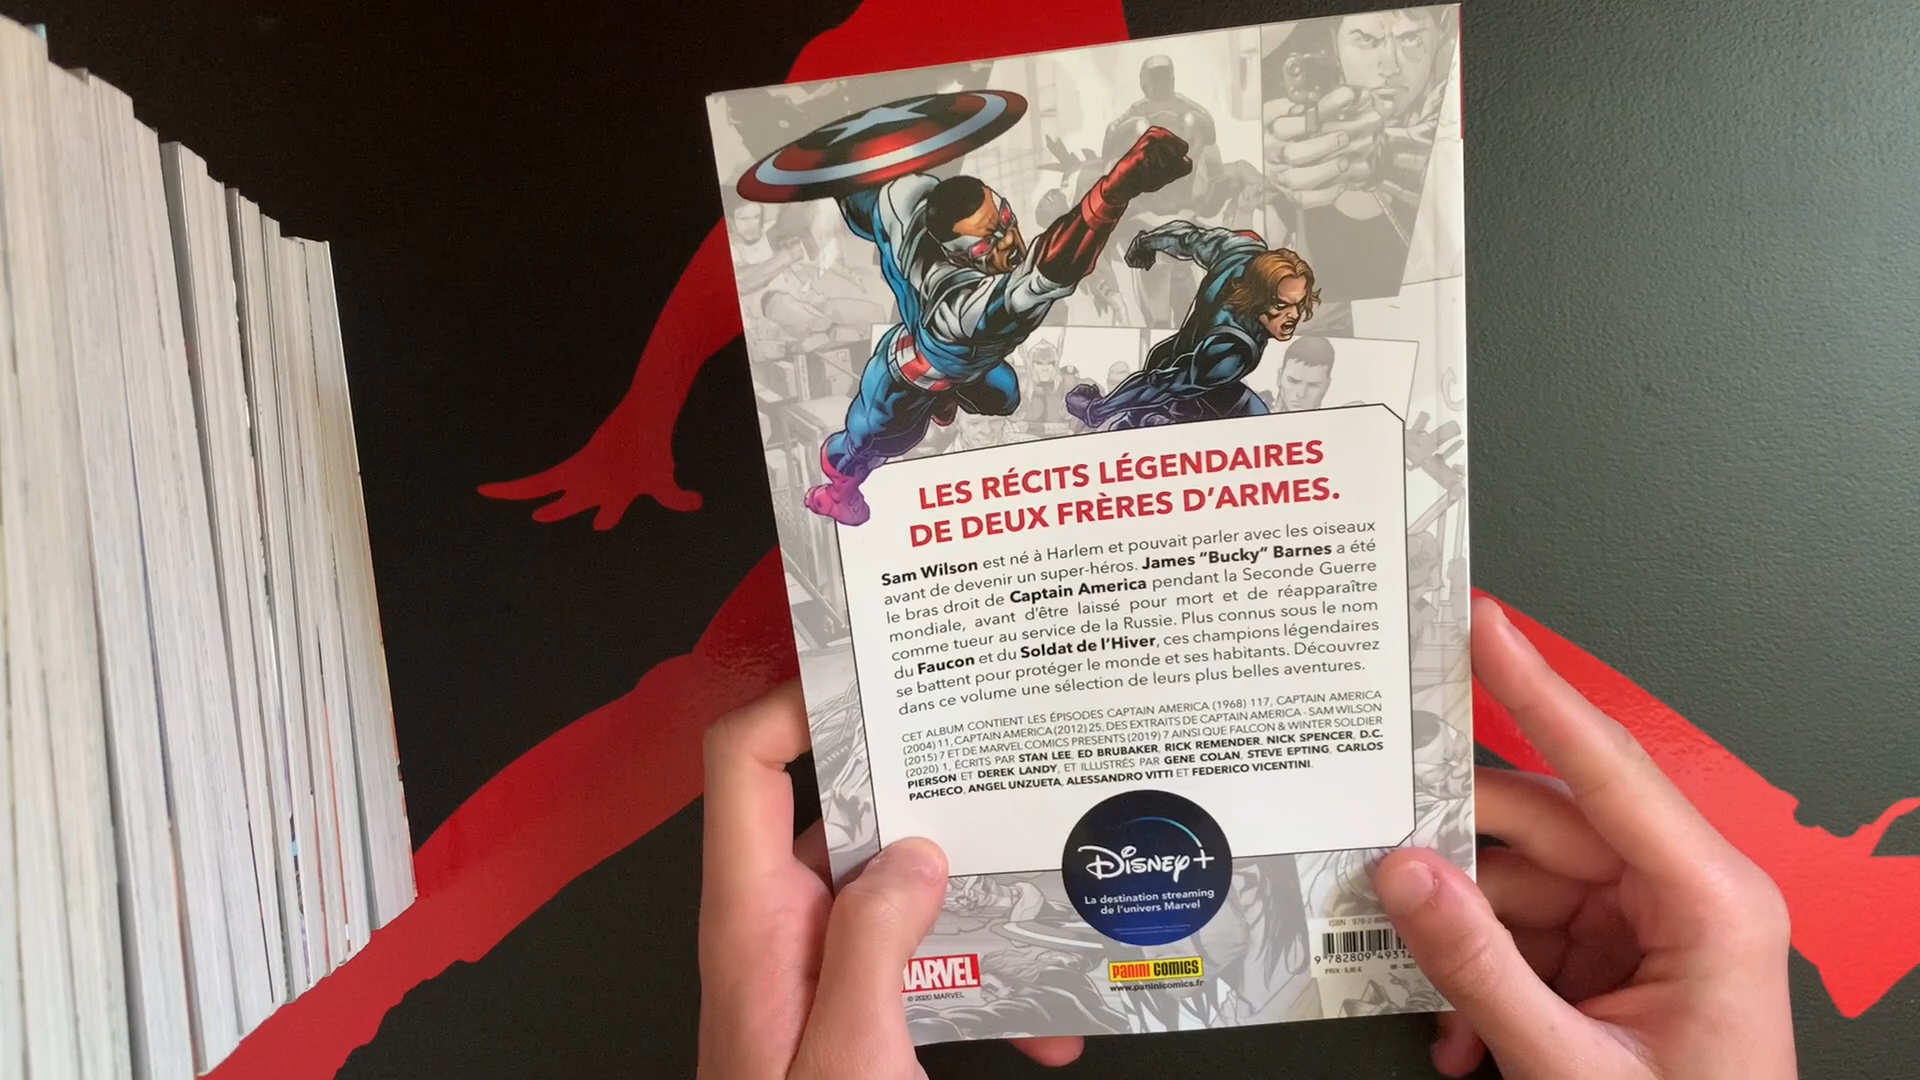 LES RÉCITS LÉGENDAIRES
DE DEUX FRÈRES D'ARMES.
Sam Wilson est né à Harlem et pouvait parler avec les oiseaux
avant de devenir un super-héros. James "Bucky" Barnes a été
le bras droit de Captain America pendant la Seconde Guerre
mondiale, avant d'être laissé pour mort et de réapparaître
comme tueur au service de la Russie. Plus connus sous le nom
du Faucon et du Soldat de l'Hiver, ces champions légendaires
se battent pour protéger le monde et ses habitants. Découvrez
dans ce volume une sélection de leurs plus belles aventures.
CET ALBUM CONTIENT LES ÉPISODES CAPTAIN AMERICA (1968) 117, CAPTAIN AMERICA
(2004) 11, CAPTAIN AMERICA (2012) 25, DES EXTRAITS DE CAPTAIN AMERICA - SAM WILSON
(2015) 7 ET DE MARVEL COMICS PRESENTS (2019) 7 AINSI QUE FALCON & WINTER SOLDIER
(2020) 1, ÉCRITS PAR STAN LEE, ED BRUBAKER, RICK REMENDER, NICK SPENCER, D.C.
PIERSON ET DEREK LANDY, ET ILLUSTRÉS PAR GENE COLAN, STEVE EPTING, CARLOS
PACHECO, ANGEL UNZUETA, ALESSANDRO VITTI ET FEDERICO VICENTINI.
Disney+
La destination streaming
de l'univers Marvel
MARVEL
© 2020 MARVEL
PANINI COMICS
www.paninicomics.fr
ISBN : 978-2-809
9 782809 4931